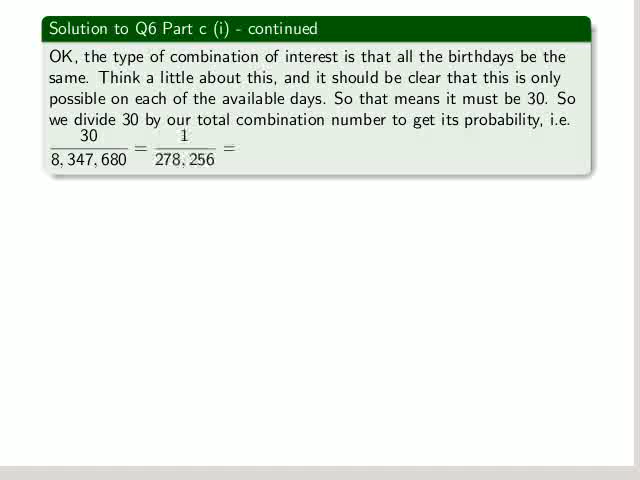 Solution to Q6 Part c (i) - continued
OK, the type of combination of interest is that all the birthdays be the
same. Think a little about this, and it should be clear that this is only
possible on each of the available days. So that means it must be 30. So
we divide 30 by our total combination number to get its probability, i.e.
30/8,347,680 = 1/278,256 =